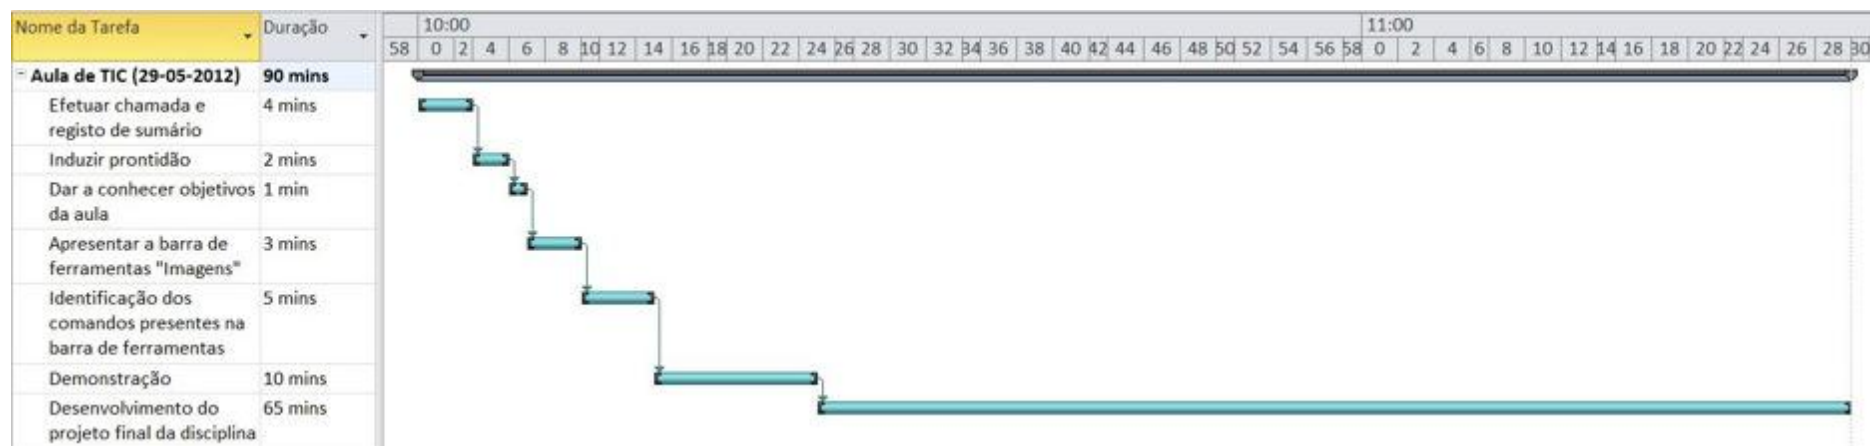 Nome da Tarefa Duração 10:00 11:00
58 0 2 4 6 8 10 12 14 16 18 20 22 24 26 28 30 32 34 36 38 40 42 44 46 48 50 52 54 56 58 0 2 4 6 8 10 12 14 16 18 20 22 24 26 28 30
Aula de TIC (29-05-2012) 90 mins
Efetuar chamada e 4 mins
registo de sumário
Induzir prontidão 2 mins
Dar a conhecer objetivos 1 min
da aula
Apresentar a barra de 3 mins
ferramentas "Imagens"
Identificação dos 5 mins
comandos presentes na
barra de ferramentas
Demonstração 10 mins
Desenvolvimento do 65 mins
projeto final da disciplina